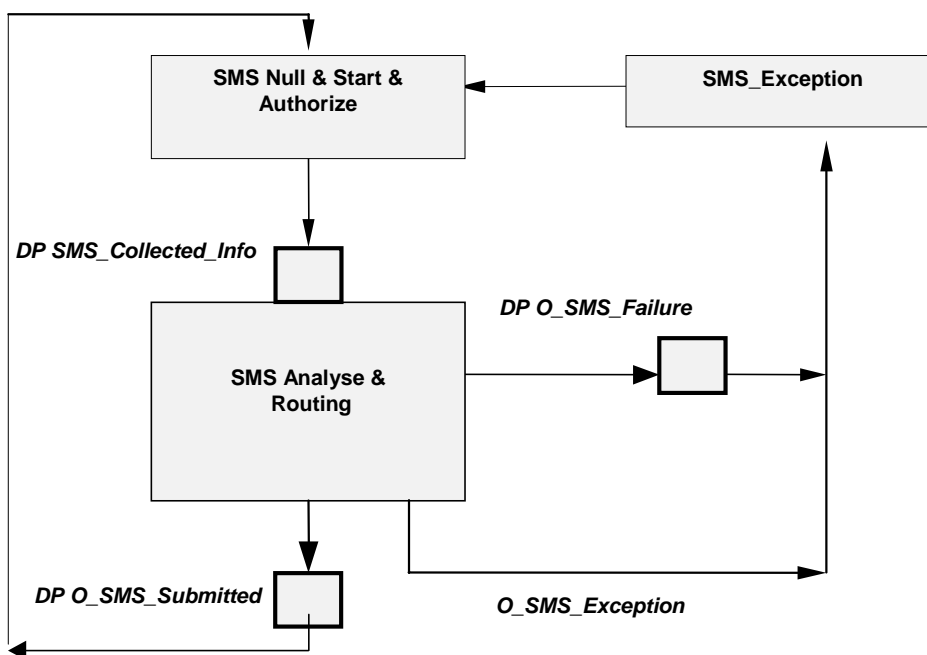 SMS Null & Start &
Authorize
SMS_Exception
DP SMS_Collected_Info
DP O_SMS_Failure
SMS Analyse &
Routing
DP O_SMS_Submitted
O_SMS_Exception